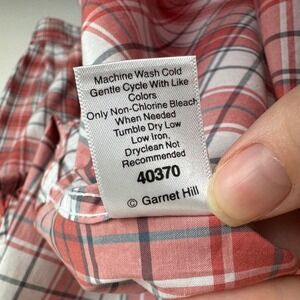 Machine Wash Cold
Gentle Cycle With Like
Colors
Only Non-Chlorine Bleach
When Needed
Tumble Dry Low
Low Iron,
Dryclean Not
Recommended
40370
© Garnet Hill